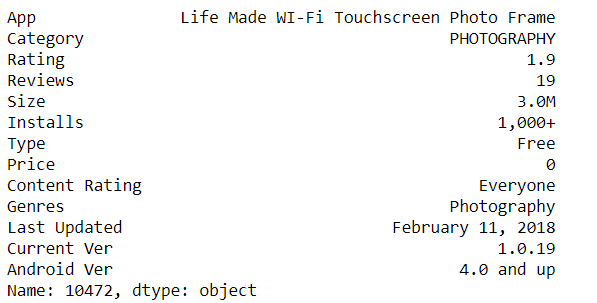 App Life Made WI-Fi Touchscreen Photo Frame
Category PHOTOGRAPHY
Rating 1.9
Reviews 19
Size 3.0M
Installs 1,000+
Type Free
Price 0
Content Rating Everyone
Genres Photography
Last Updated February 11, 2018
Current Ver 1.0.19
Android Ver 4.0 and up
Name: 10472, dtype: object